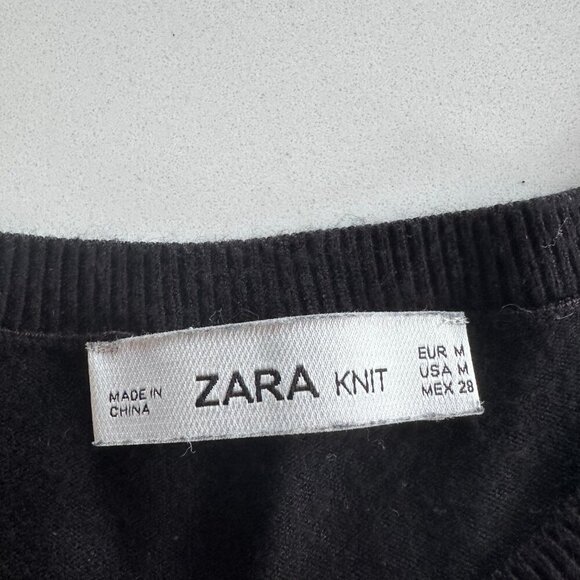 MADE IN
CHINA
ZARA KNIT
EUR M
USA M
MEX 28